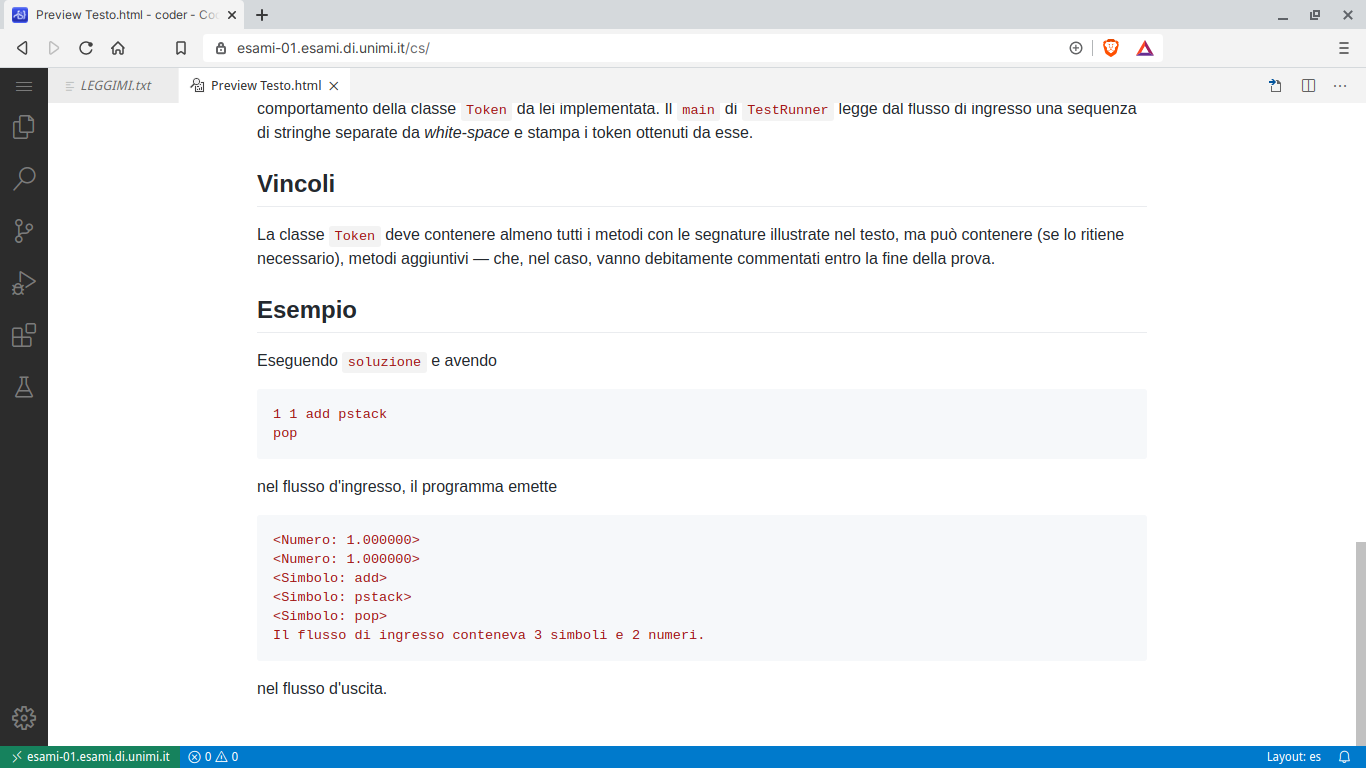 Preview Testo.html - coder - Co
esami-01.esami.di.unimi.it/cs/
LEGGIMI.txt
Preview Testo.html
comportamento della classe Token da lei implementata. Il main di TestRunner legge dal flusso di ingresso una sequenza
di stringhe separate da white-space e stampa i token ottenuti da esse.
Vincoli
La classe Token deve contenere almeno tutti i metodi con le segnature illustrate nel testo, ma può contenere (se lo ritiene
necessario), metodi aggiuntivi — che, nel caso, vanno debitamente commentati entro la fine della prova.
Esempio
Eseguendo soluzione e avendo
1 1 add pstack
pop
nel flusso d'ingresso, il programma emette
<Numero: 1.000000>
<Numero: 1.000000>
<Simbolo: add>
<Simbolo: pstack>
<Simbolo: pop>
Il flusso di ingresso conteneva 3 simboli e 2 numeri.
nel flusso d'uscita.
esami-01.esami.di.unimi.it 0 0 Layout: es